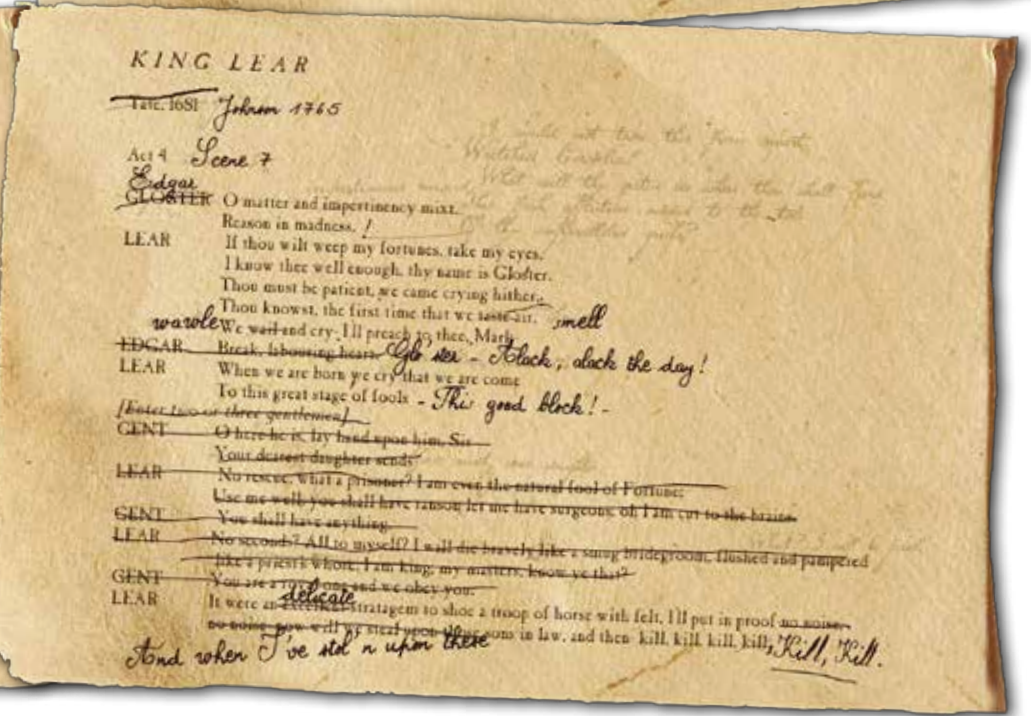 KING LEAR
Tate, 1681 Johnson 1765
Act 4 Scene 7
Edgar
GLOSTER O matter and impertinency mixt.
Reason in madness. !
LEAR If thou wilt weep my fortunes, take my eyes,
I know thee well enough, thy name is Gloster.
Thou must be patient, we came crying hither,
Thou knowst, the first time that we taste air. smell
wawle We wail and cry. I'll preach to thee, Mark.
EDGAR Break, labouring heart. Glo ster - Alack, alack the day!
LEAR When we are born we cry that we are come
To this great stage of fools - This good block! -
[Enter two or three gentlemen]
GENT O here he is, lay hand upon him, Sir
Your dearest daughter sends
LEAR No rescue, what a prisoner? I am even the natural fool of Fortune:
Use me well, you shall have ransom, let me have surgeons, oh I am cut to the brains.
GENT You shall have anything.
LEAR No seconds? All to myself? I will die bravely like a smug bridegroom, flushed and pampered
like a priest's whore. I am king, my masters, know ye that?
GENT You are a royal one and we obey you.
delicate
LEAR It were an excellent stratagem to shoe a troop of horse with felt, I'll put in proof no noise,
no noise now will we steal upon these sons in law, and then kill, kill, kill, kill, Kill, Kill.
And when I've stol'n upon these